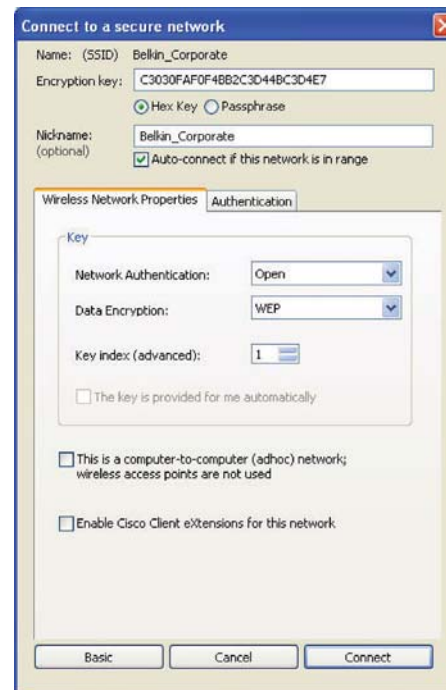 Connect to a secure network
Name: (SSID) Belkin_Corporate
Encryption key: C3030FAF0F4BB2C3D44BC3D4E7
Hex Key Passphrase
Nickname: Belkin_Corporate
(optional)
Auto-connect if this network is in range
Wireless Network Properties Authentication
Key
Network Authentication: Open
Data Encryption: WEP
Key index (advanced): 1
The key is provided for me automatically
This is a computer-to-computer (adhoc) network;
wireless access points are not used
Enable Cisco Client eXtensions for this network
Basic Cancel Connect